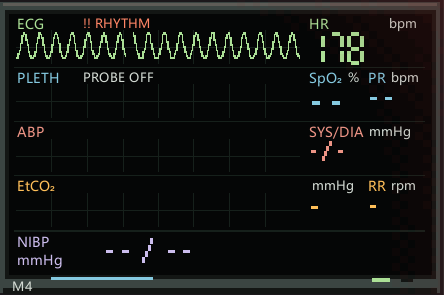 ECG !! RHYTHM HR bpm
178
PLETH PROBE OFF SpO₂ % PR bpm
-- --
ABP SYS/DIA mmHg
-/-
EtCO₂ mmHg RR rpm
- -
NIBP --/--
mmHg
M4